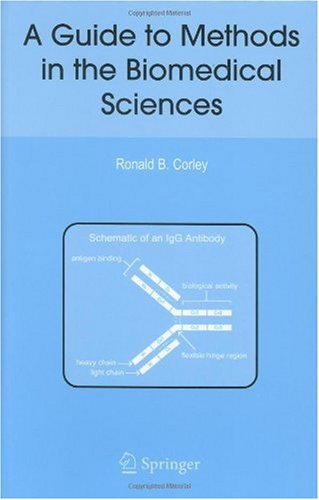 A Guide to Methods
in the Biomedical
Sciences
Ronald B. Corley
Schematic of an IgG Antibody
antigen binding
biological activity
flexible hinge region
heavy chain
light chain
Springer